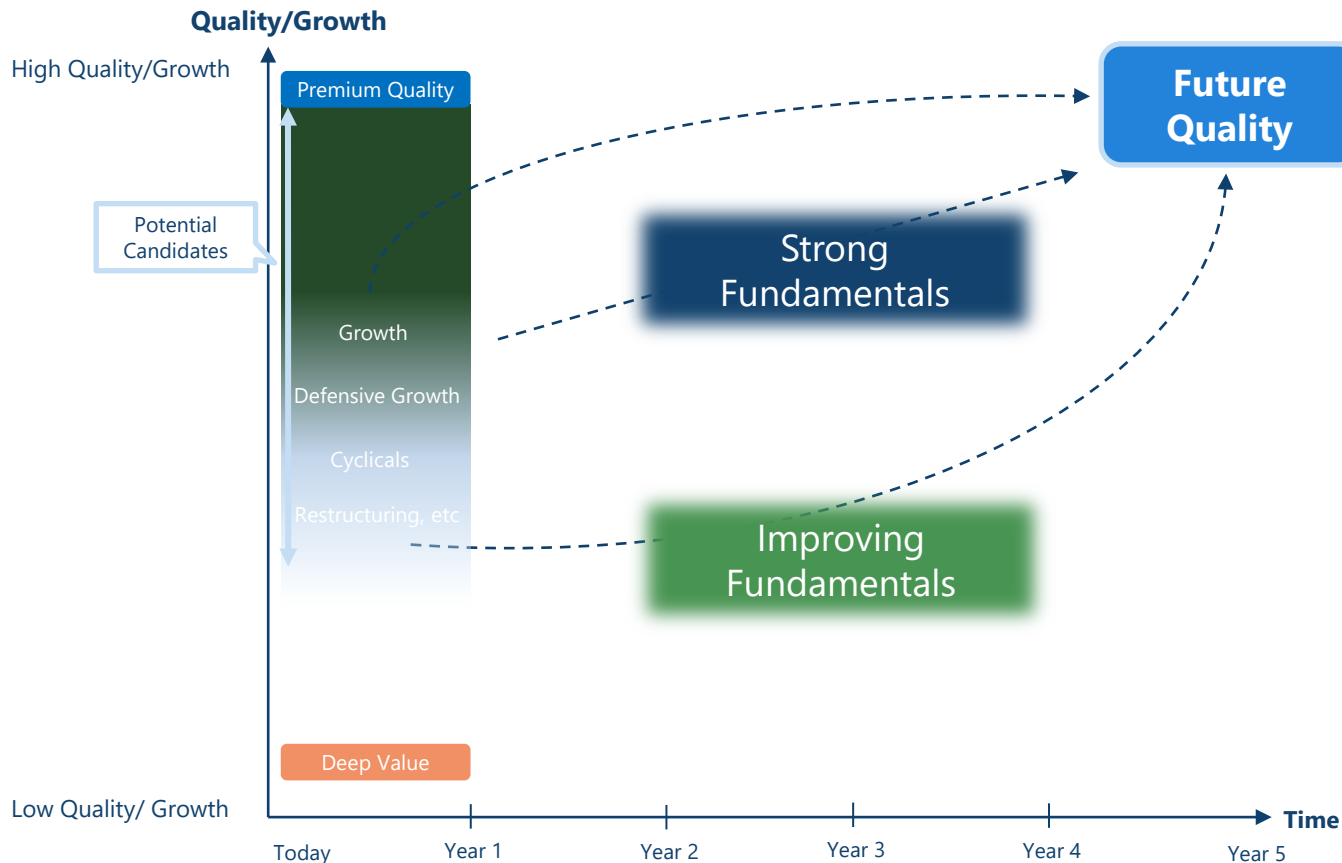 Quality/Growth
High Quality/Growth
Premium Quality
Future
Quality
Potential
Candidates
Strong
Fundamentals
Growth
Defensive Growth
Cyclicals
Restructuring, etc
Improving
Fundamentals
Deep Value
Low Quality/ Growth
Time
Today
Year 1
Year 2
Year 3
Year 4
Year 5